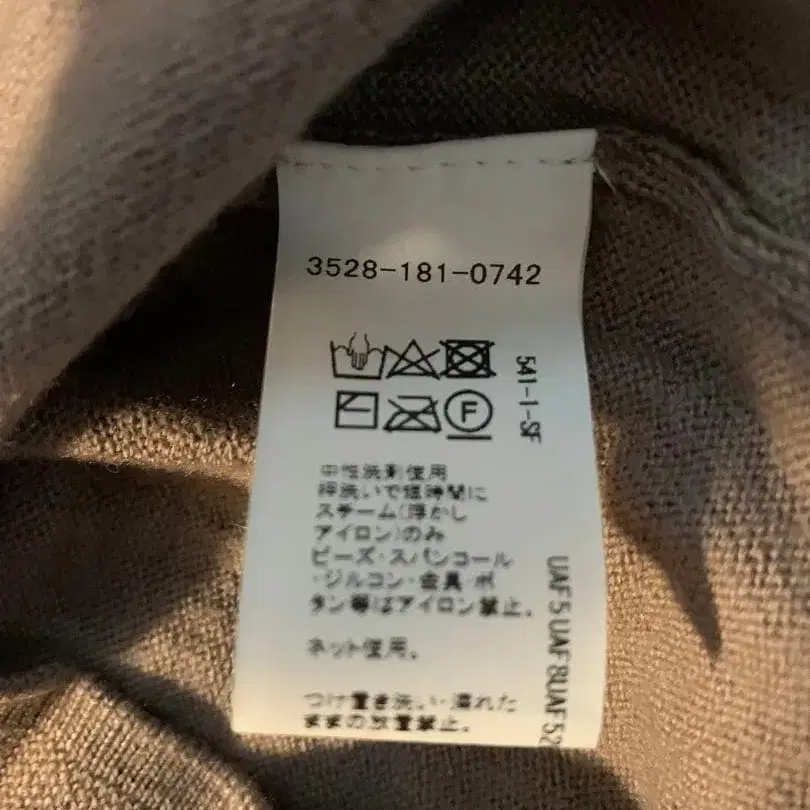 3528-181-0742
541-1-SF
F
中性洗剤使用
押洗いで短時間に
スチーム(浮かし
アイロン)のみ
ビーズ・スパンコール
・ジルコン・金具・ボ
タン等はアイロン禁止。
ネット使用。
つけ置き洗い・濡れた
ままの放置禁止。
UAF5UAF8UAF52